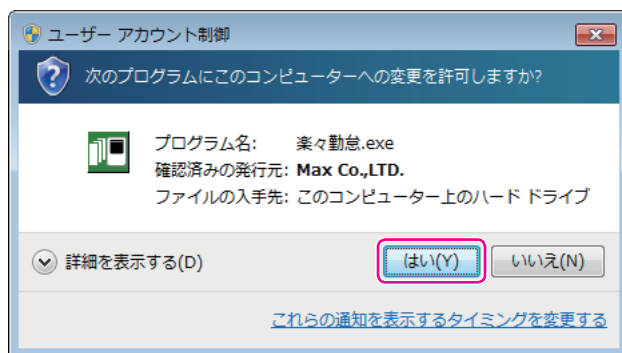 ユーザー アカウント制御
次のプログラムにこのコンピューターへの変更を許可しますか?
プログラム名: 楽々勤怠.exe
確認済みの発行元: Max Co.,LTD.
ファイルの入手先: このコンピューター上のハード ドライブ
詳細を表示する(D)
はい(Y)
いいえ(N)
これらの通知を表示するタイミングを変更する